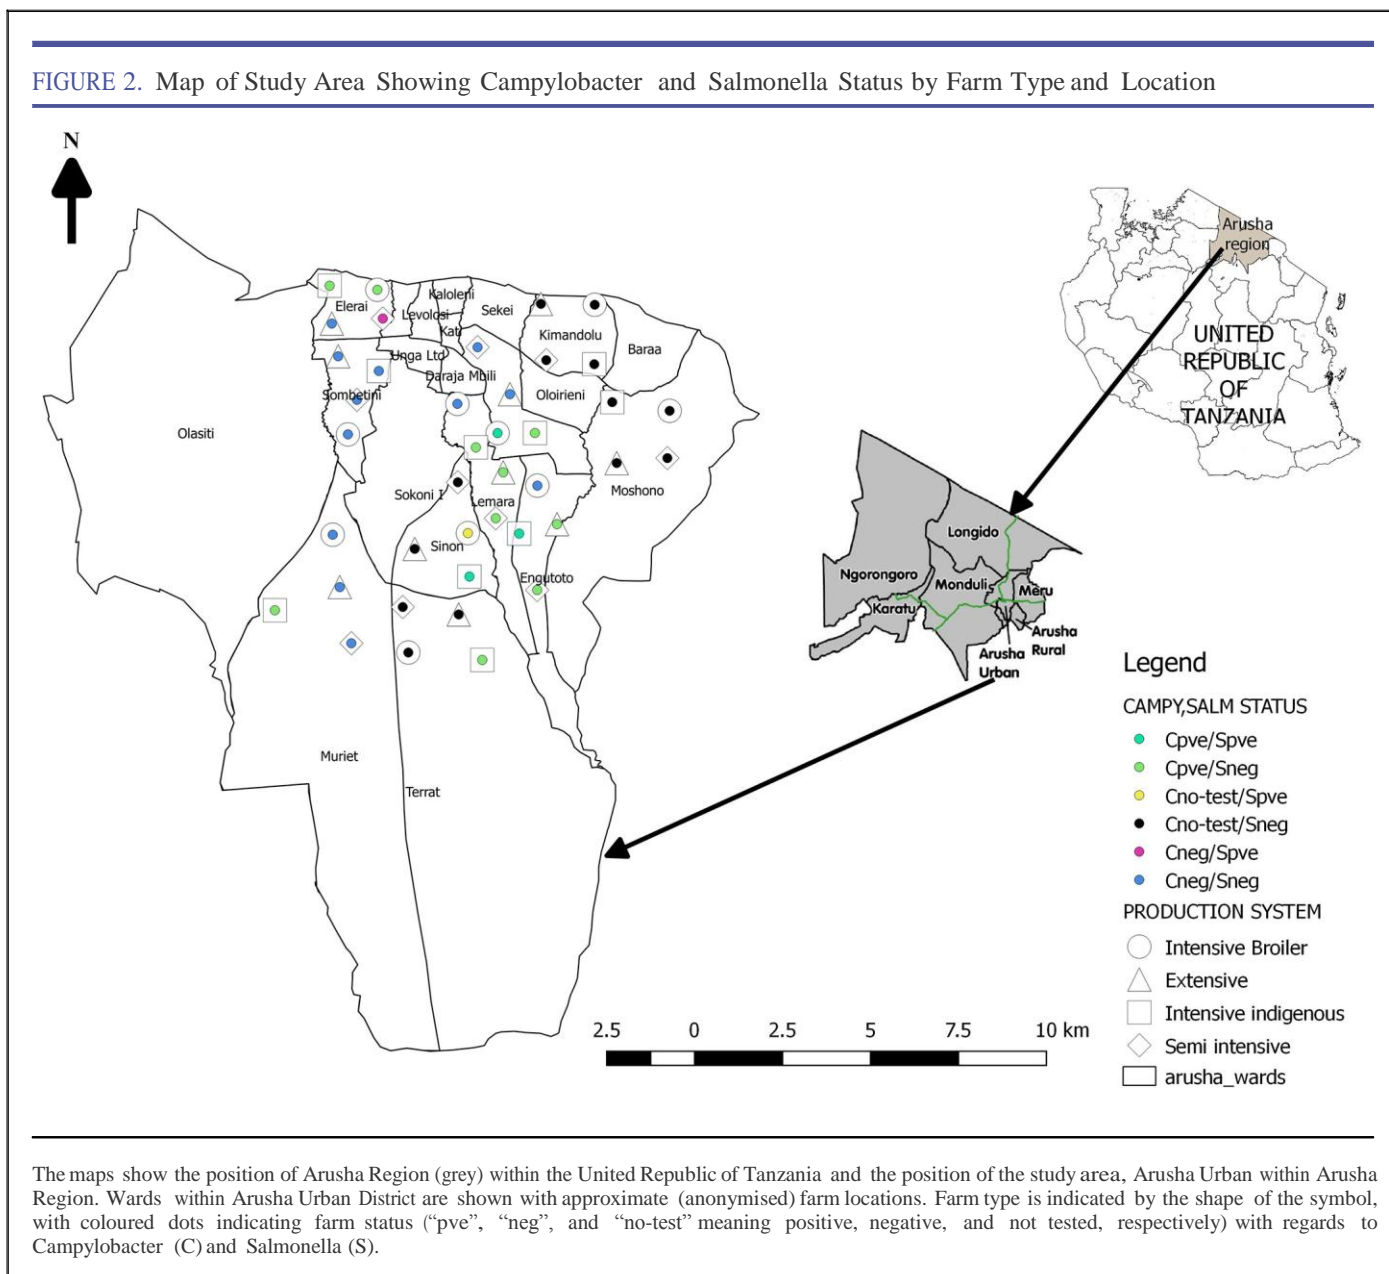 FIGURE 2. Map of Study Area Showing Campylobacter and Salmonella Status by Farm Type and Location
N
Arusha
region
UNITED
REPUBLIC
OF
TANZANIA
Elerai
Kaloleni
Levolosi
Sekei
Kati
Kimandolu
Baraa
Unga Ltd
Daraja Mbili
Sombetini
Oloirieni
Olasiti
Sokoni I
Lemara
Moshono
Sinon
Engutoto
Muriet
Terrat
Longido
Ngorongoro
Monduli
Meru
Karatu
Arusha
Rural
Arusha
Urban
Legend
CAMPY,SALM STATUS
Cpve/Spve
Cpve/Sneg
Cno-test/Spve
Cno-test/Sneg
Cneg/Spve
Cneg/Sneg
PRODUCTION SYSTEM
Intensive Broiler
Extensive
Intensive indigenous
Semi intensive
arusha_wards
2.5 0 2.5 5 7.5 10 km
The maps show the position of Arusha Region (grey) within the United Republic of Tanzania and the position of the study area, Arusha Urban within Arusha
Region. Wards within Arusha Urban District are shown with approximate (anonymised) farm locations. Farm type is indicated by the shape of the symbol,
with coloured dots indicating farm status (“pve”, “neg”, and “no-test” meaning positive, negative, and not tested, respectively) with regards to
Campylobacter (C) and Salmonella (S).